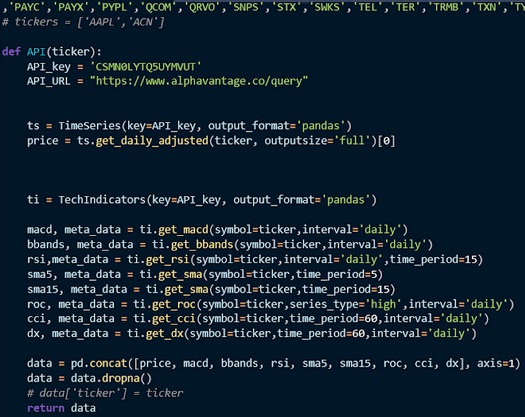 ,'PAYC','PAYX','PYPL','QCOM','QRVO','SNPS','STX','SWKS','TEL','TER','TRMB','TXN','TY
# tickers = ['AAPL','ACN']
def API(ticker):
API_key = 'CSMN0LYTQ5UYMVUT'
API_URL = "https://www.alphavantage.co/query"
ts = TimeSeries(key=API_key, output_format='pandas')
price = ts.get_daily_adjusted(ticker, outputsize='full')[0]
ti = TechIndicators(key=API_key, output_format='pandas')
macd, meta_data = ti.get_macd(symbol=ticker,interval='daily')
bbands, meta_data = ti.get_bbands(symbol=ticker,interval='daily')
rsi,meta_data = ti.get_rsi(symbol=ticker,interval='daily',time_period=15)
sma5, meta_data = ti.get_sma(symbol=ticker,time_period=5)
sma15, meta_data = ti.get_sma(symbol=ticker,time_period=15)
roc, meta_data = ti.get_roc(symbol=ticker,series_type='high',interval='daily')
cci, meta_data = ti.get_cci(symbol=ticker,time_period=60,interval='daily')
dx, meta_data = ti.get_dx(symbol=ticker,time_period=60,interval='daily')
data = pd.concat([price, macd, bbands, rsi, sma5, sma15, roc, cci, dx], axis=1)
data = data.dropna()
# data['ticker'] = ticker
return data